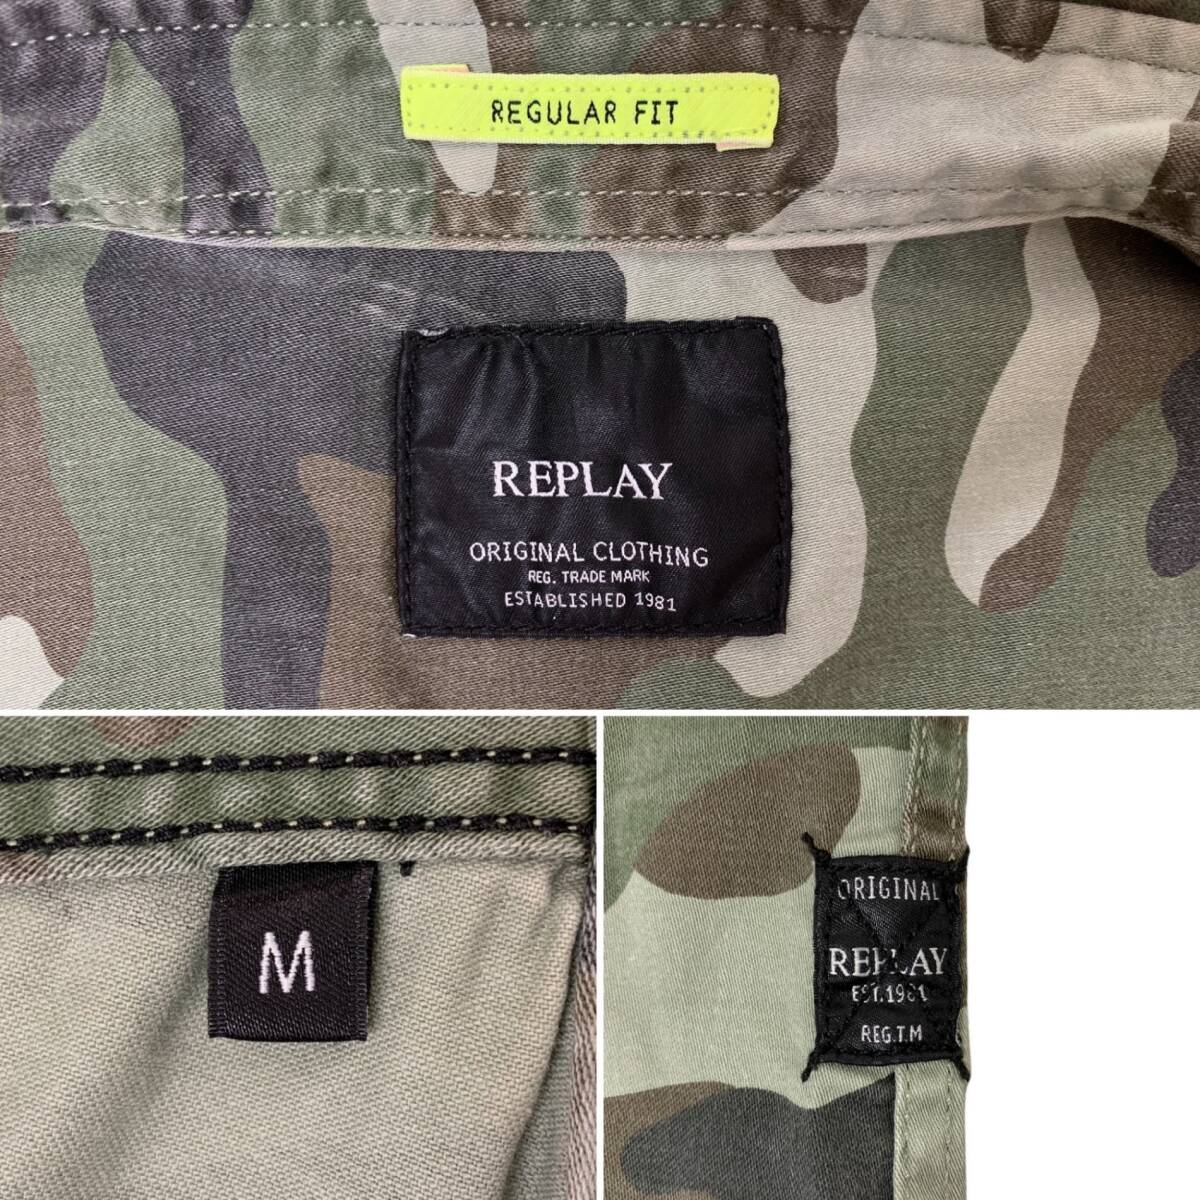 REGULAR FIT
REPLAY
ORIGINAL CLOTHING
REG. TRADE MARK
ESTABLISHED 1981
M
ORIGINAL
REPLAY
EST.1981
REG.T.M